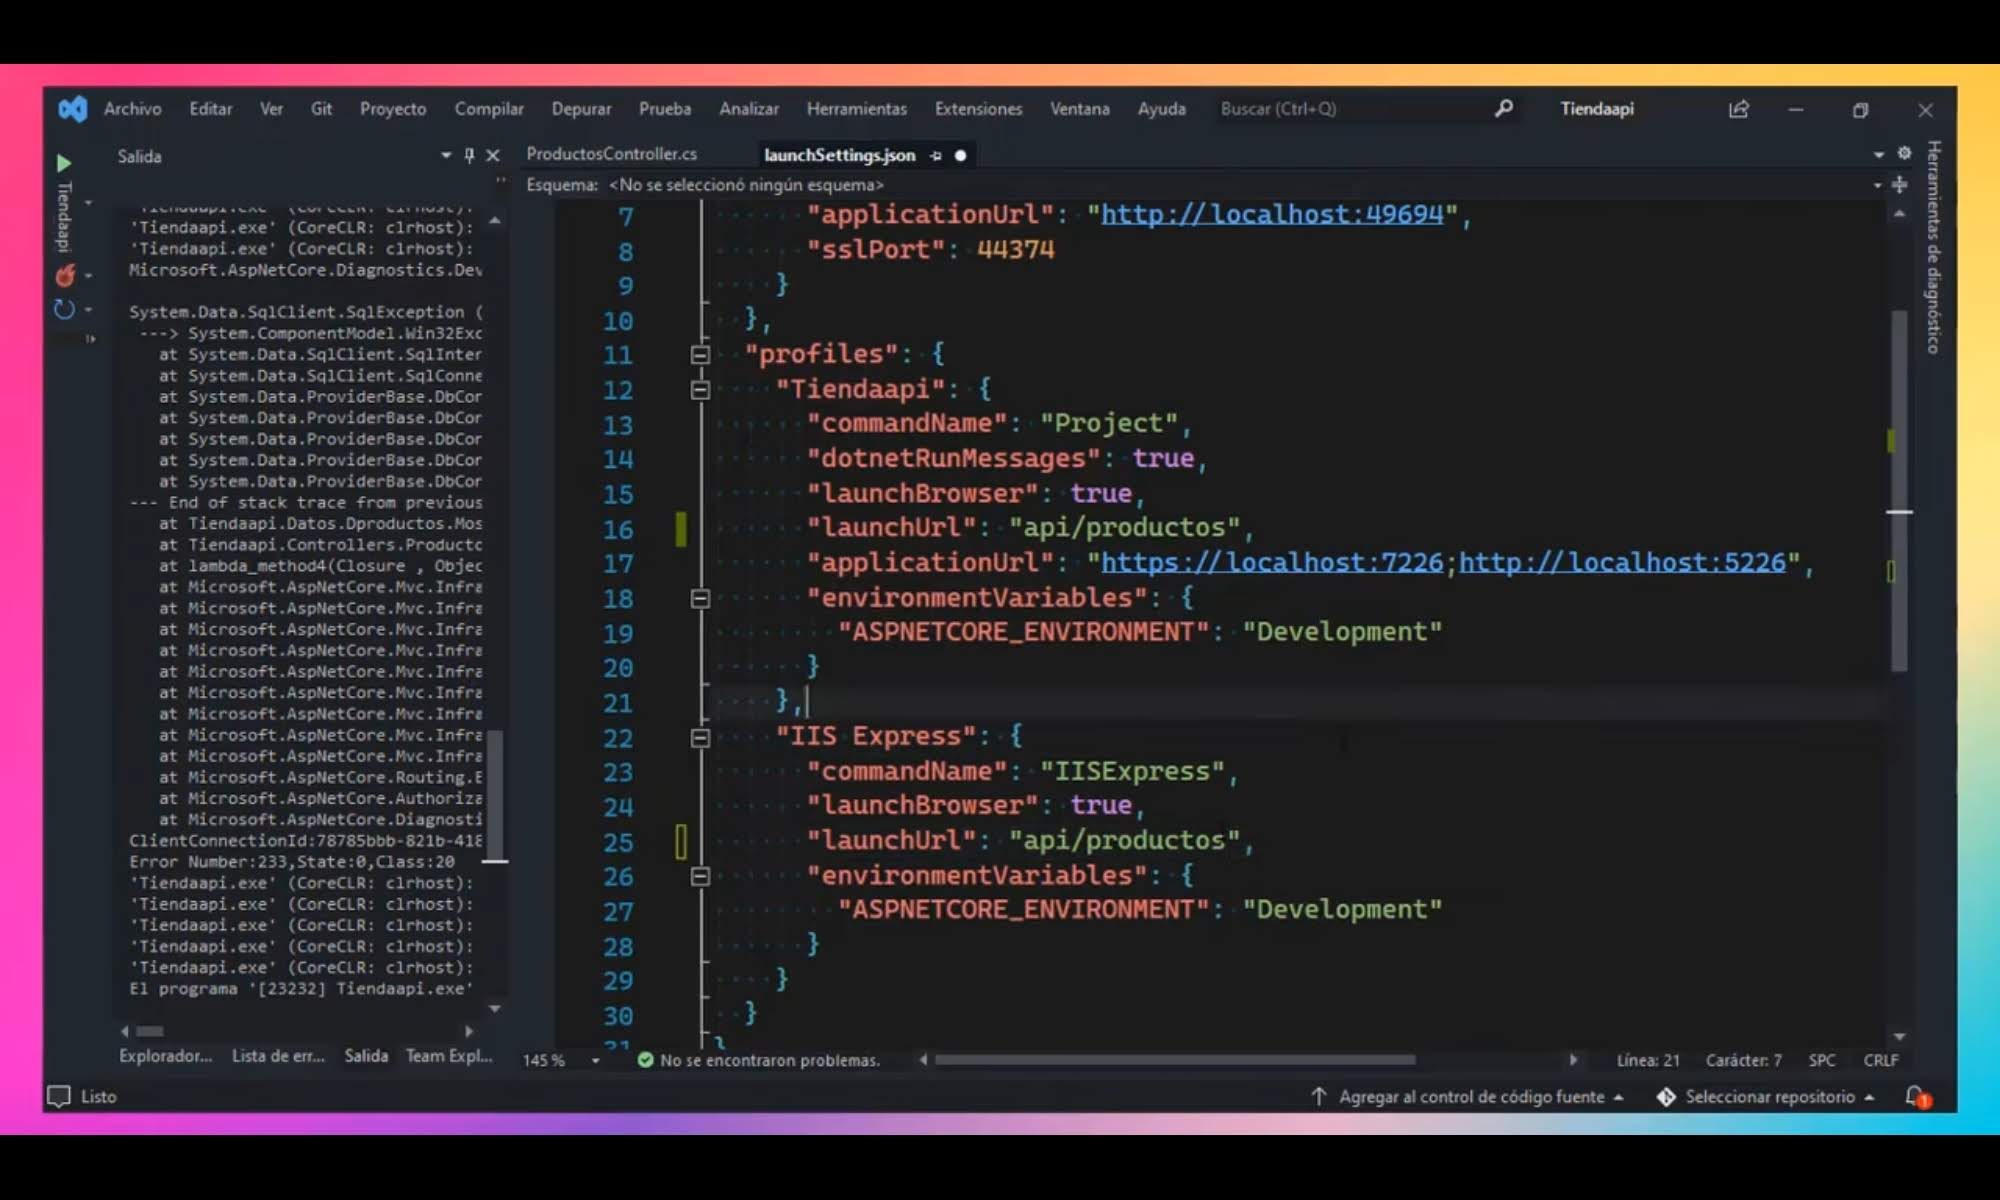 Archivo Editar Ver Git Proyecto Compilar Depurar Prueba Analizar Herramientas Extensiones Ventana Ayuda Buscar (Ctrl+Q) Tiendaapi
Tiendaapi
Salida
'Tiendaapi.exe' (CoreCLR: clrhost):
'Tiendaapi.exe' (CoreCLR: clrhost):
'Tiendaapi.exe' (CoreCLR: clrhost):
Microsoft.AspNetCore.Diagnostics.Dev
System.Data.SqlClient.SqlException (
---> System.ComponentModel.Win32Exc
at System.Data.SqlClient.SqlInter
at System.Data.SqlClient.SqlConne
at System.Data.ProviderBase.DbCor
at System.Data.ProviderBase.DbCor
at System.Data.ProviderBase.DbCor
at System.Data.ProviderBase.DbCor
at System.Data.ProviderBase.DbCor
--- End of stack trace from previous
at Tiendaapi.Datos.Dproductos.Mos
at Tiendaapi.Controllers.Producto
at lambda_method4(Closure , Objec
at Microsoft.AspNetCore.Mvc.Infra
at Microsoft.AspNetCore.Mvc.Infra
at Microsoft.AspNetCore.Mvc.Infra
at Microsoft.AspNetCore.Mvc.Infra
at Microsoft.AspNetCore.Mvc.Infra
at Microsoft.AspNetCore.Mvc.Infra
at Microsoft.AspNetCore.Mvc.Infra
at Microsoft.AspNetCore.Mvc.Infra
at Microsoft.AspNetCore.Mvc.Infra
at Microsoft.AspNetCore.Routing.E
at Microsoft.AspNetCore.Authoriza
at Microsoft.AspNetCore.Diagnosti
ClientConnectionId:78785bbb-821b-418
Error Number:233,State:0,Class:20
'Tiendaapi.exe' (CoreCLR: clrhost):
'Tiendaapi.exe' (CoreCLR: clrhost):
'Tiendaapi.exe' (CoreCLR: clrhost):
'Tiendaapi.exe' (CoreCLR: clrhost):
'Tiendaapi.exe' (CoreCLR: clrhost):
El programa '[23232] Tiendaapi.exe'
Explorador... Lista de err... Salida Team Expl...
ProductosController.cs launchSettings.json
Esquema: <No se seleccionó ningún esquema>
7 "applicationUrl": "http://localhost:49694",
8 "sslPort": 44374
9 }
10 },
11 "profiles": {
12 "Tiendaapi": {
13 "commandName": "Project",
14 "dotnetRunMessages": true,
15 "launchBrowser": true,
16 "launchUrl": "api/productos",
17 "applicationUrl": "https://localhost:7226;http://localhost:5226",
18 "environmentVariables": {
19 "ASPNETCORE_ENVIRONMENT": "Development"
20 }
21 },
22 "IIS Express": {
23 "commandName": "IISExpress",
24 "launchBrowser": true,
25 "launchUrl": "api/productos",
26 "environmentVariables": {
27 "ASPNETCORE_ENVIRONMENT": "Development"
28 }
29 }
30 }
31 }
145 % No se encontraron problemas. Línea: 21 Carácter: 7 SPC CRLF
Herramientas de diagnóstico
Listo Agregar al control de código fuente Seleccionar repositorio 1